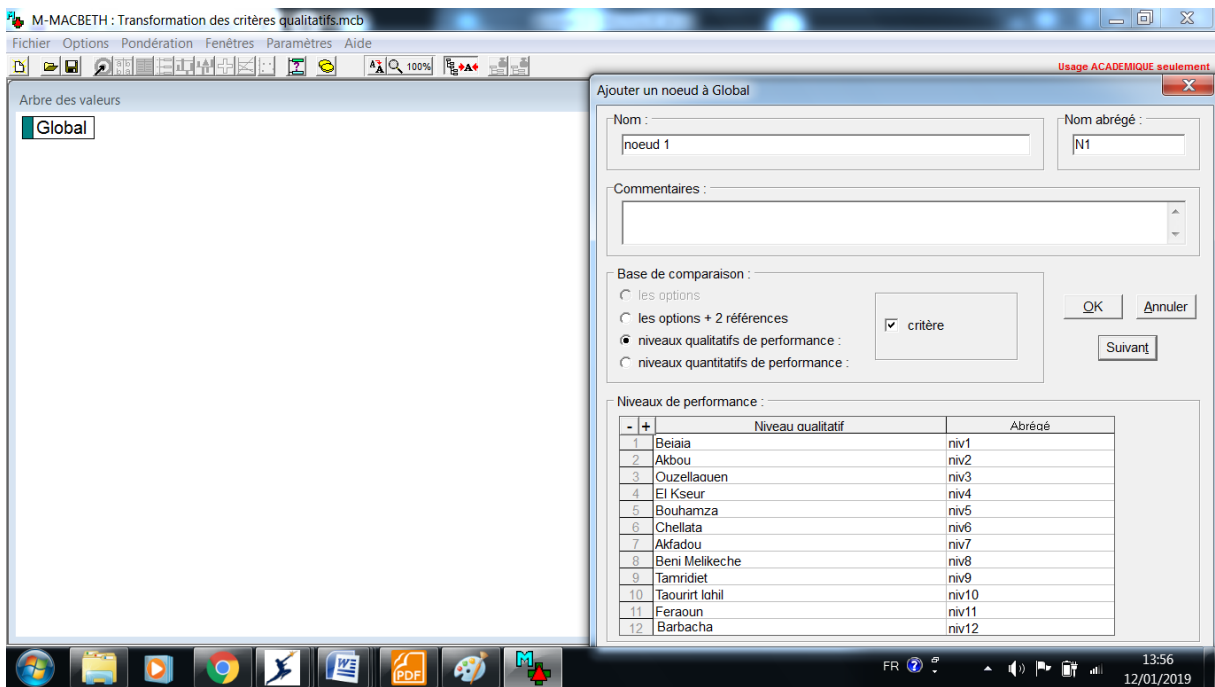 M-MACBETH : Transformation des critères qualitatifs.mcb
Fichier Options Pondération Fenêtres Paramètres Aide
100%
Usage ACADEMIQUE seulement
Arbre des valeurs
Global
Ajouter un noeud à Global
Nom :
Nom abrégé :
noeud 1
N1
Commentaires :
Base de comparaison :
les options
les options + 2 références
niveaux qualitatifs de performance :
niveaux quantitatifs de performance :
critère
OK Annuler
Suivant
Niveaux de performance :
- + Niveau qualitatif Abrégé
1 Bejaia niv1
2 Akbou niv2
3 Ouzellaguen niv3
4 El Kseur niv4
5 Bouhamza niv5
6 Chellata niv6
7 Akfadou niv7
8 Beni Melikeche niv8
9 Tamridjet niv9
10 Taourirt Ighil niv10
11 Feraoun niv11
12 Barbacha niv12
PDF
FR
13:56
12/01/2019